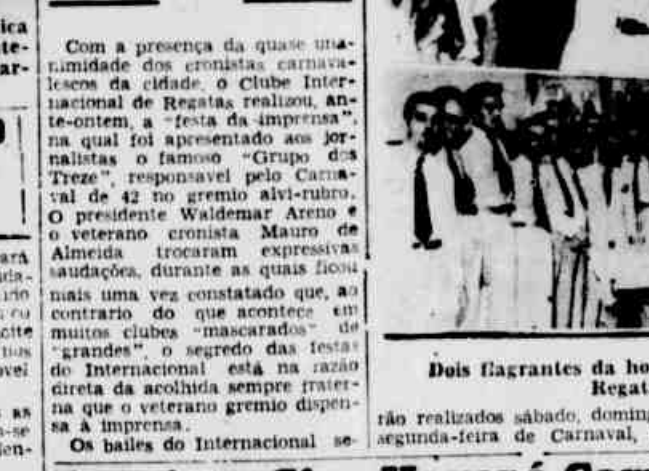 ica
te-
ar-
Com a presença da quase una-
nimidade dos cronistas carnava-
lescos da cidade, o Clube Inter-
nacional de Regatas realizou, an-
te-ontem, a "festa da imprensa",
na qual foi apresentado aos jor-
nalistas o famoso "Grupo dos
Treze", responsavel pelo Carna-
val de 42 no gremio alvi-rubro.
O presidente Waldemar Areno e
o veterano cronista Mauro de
Almeida trocaram expressivas
saudações, durante as quais ficou
mais uma vez constatado que, ao
contrario do que acontece em
muitos clubes "mascarados" de
"grandes", o segredo das festas
do Internacional está na razão
direta da acolhida sempre frater-
na que o veterano gremio dispen-
sa à imprensa.
Os bailes do Internacional se-
Dois flagrantes da ho
Regat
rão realizados sábado, doming
segunda-feira de Carnaval,